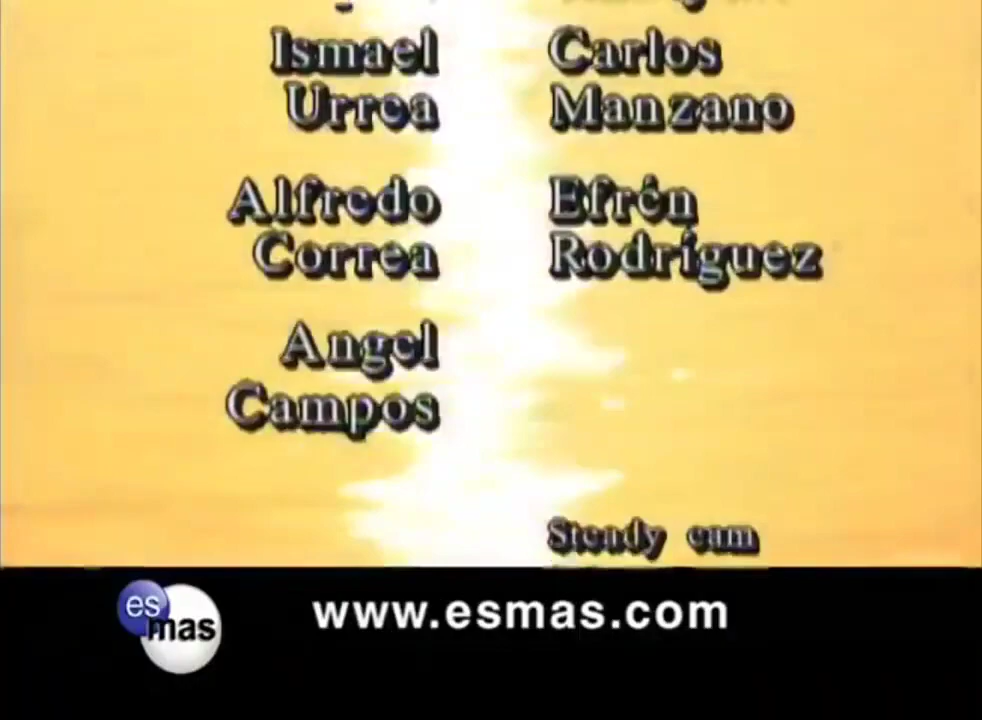 Ismael Carlos
Urrea Manzano
Alfredo Efrén
Correa Rodríguez
Angel
Campos
Steady cam
es
mas
www.esmas.com